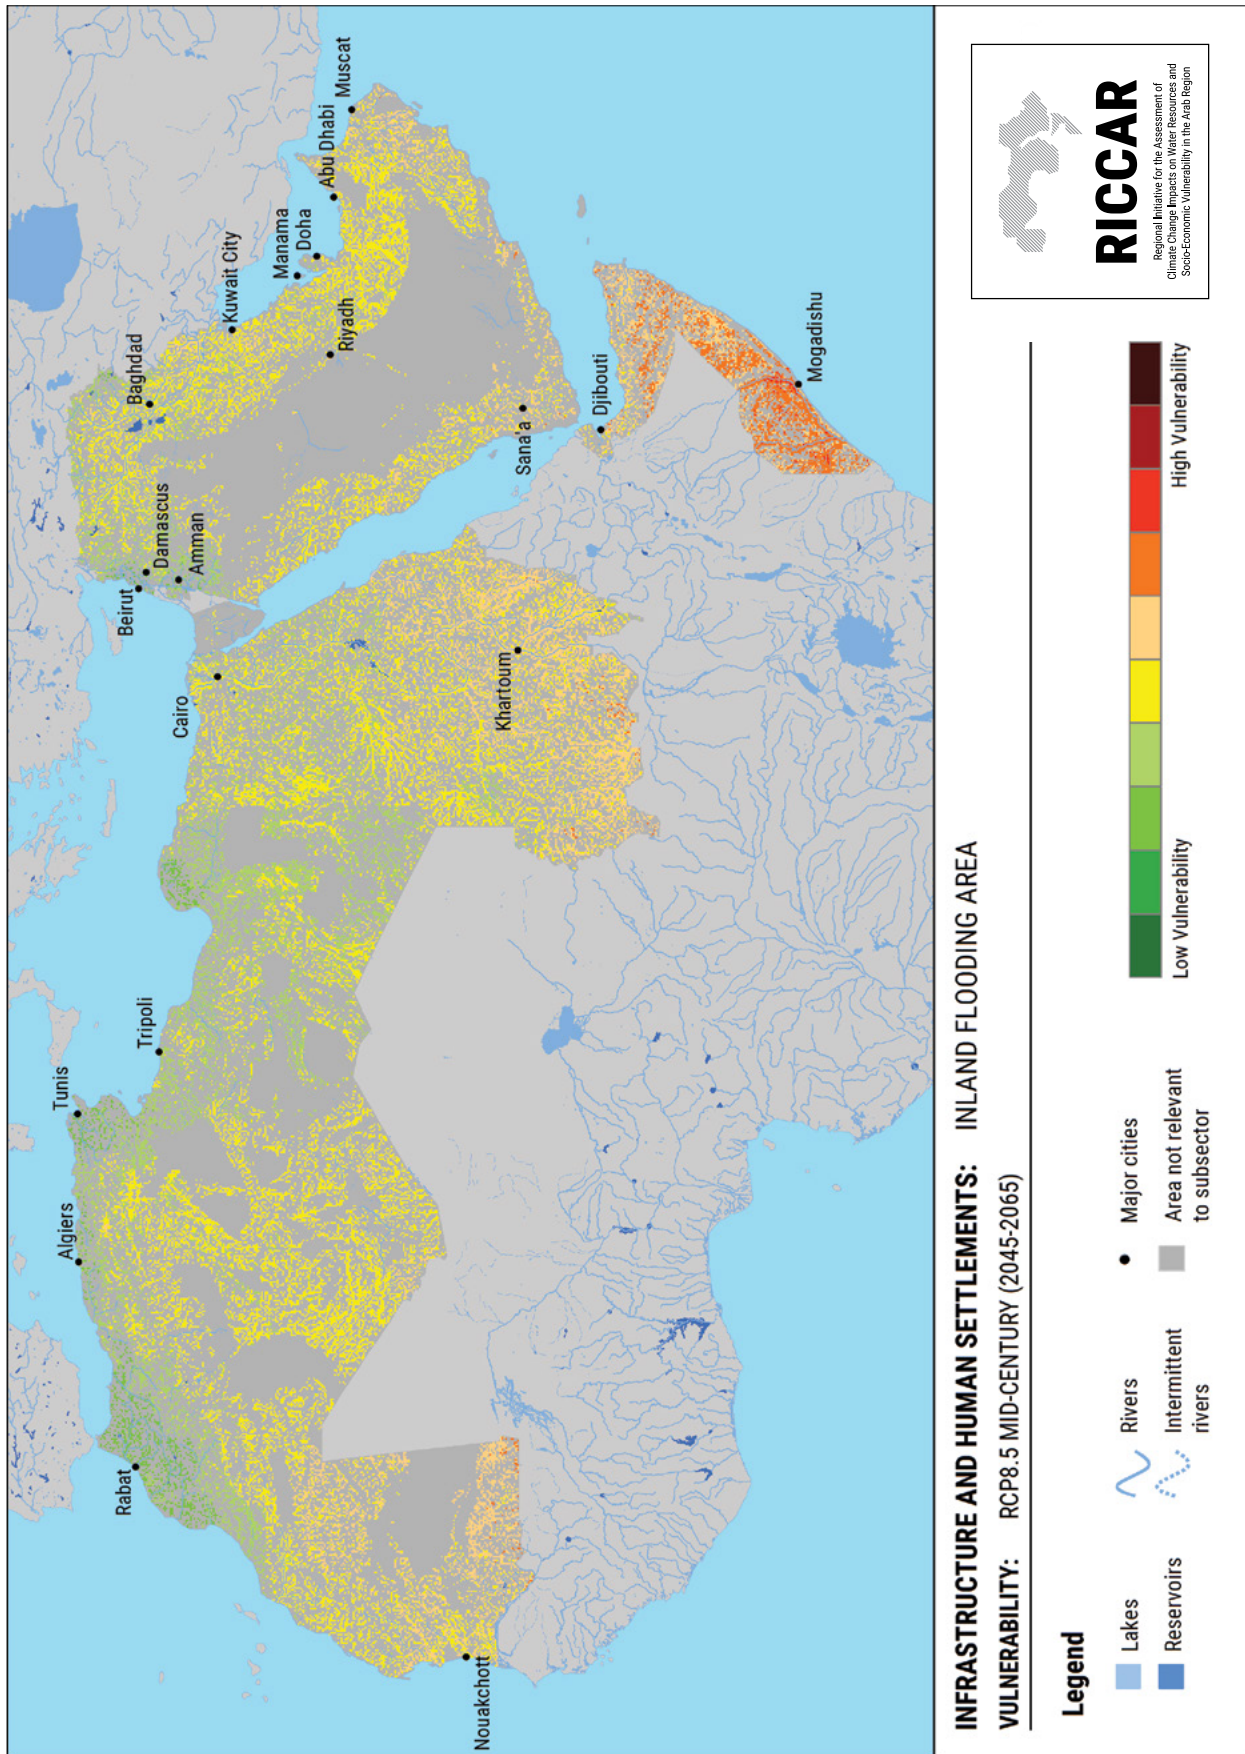 Rabat
Algiers
Tunis
Tripoli
Cairo
Beirut
Damascus
Amman
Baghdad
Kuwait City
Manama
Doha
Abu Dhabi
Muscat
Riyadh
Sana'a
Djibouti
Mogadishu
Khartoum
Nouakchott
INFRASTRUCTURE AND HUMAN SETTLEMENTS: INLAND FLOODING AREA
VULNERABILITY: RCP8.5 MID-CENTURY (2045-2065)
Legend
Lakes
Reservoirs
Rivers
Intermittent
rivers
Major cities
Area not relevant
to subsector
Low Vulnerability
High Vulnerability
RICCAR
Regional Initiative for the Assessment of
Climate Change Impacts on Water Resources and
Socio-Economic Vulnerability in the Arab Region